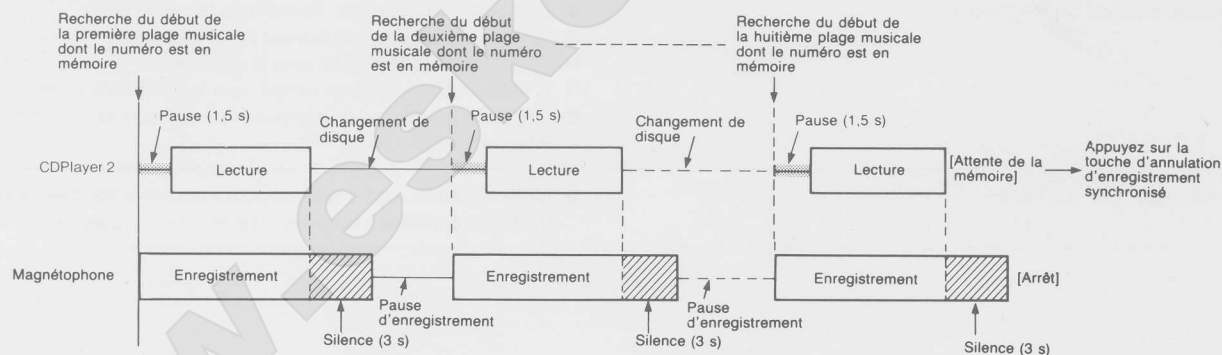 Recherche du début de
la première plage musicale
dont le numéro est en
mémoire
Recherche du début
de la deuxième plage
musicale dont le numéro
est en mémoire
Recherche du début de
la huitième plage musicale
dont le numéro est en
mémoire
Pause (1,5 s)
Changement de
disque
Pause (1,5 s)
Changement de
disque
Pause (1,5 s)
CDPlayer 2
Lecture
Lecture
Lecture
[Attente de la
mémoire]
Appuyez sur la
touche d'annulation
d'enregistrement
synchronisé
Magnétophone
Enregistrement
Enregistrement
Enregistrement
[Arrêt]
Pause
d'enregistrement
Pause
d'enregistrement
Silence (3 s)
Silence (3 s)
Silence (3 s)